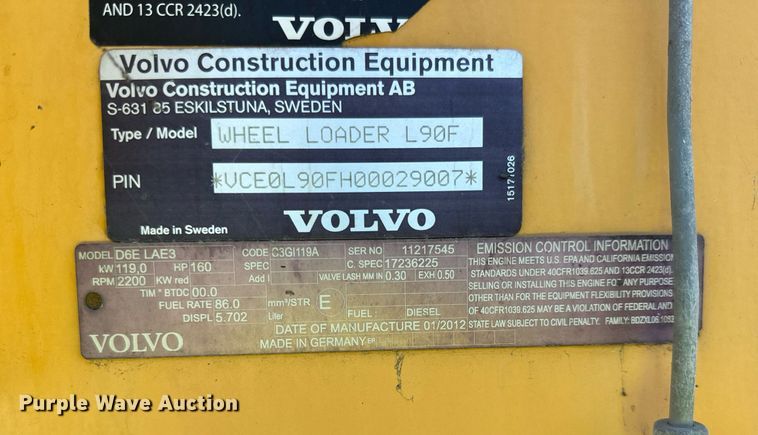 AND 13 CCR 2423(d).
VOLVO
Volvo Construction Equipment
Volvo Construction Equipment AB
S-631 85 ESKILSTUNA, SWEDEN
Type / Model WHEEL LOADER L90F
PIN *VCE0L90FH00029007*
Made in Sweden VOLVO
MODEL D6E LAE3 CODE C3GI119A SER NO 11217545
kW 119,0 HP 160 SPEC C. SPEC 17236225
RPM 2200 KW red Add l VALVE LASH MM IN 0.30 EXH 0.50
TIM° BTDC 00.0
FUEL RATE 86.0 mm³/STR E FUEL: DIESEL
DISPL 5.702 Liter
DATE OF MANUFACTURE 01/2012
VOLVO MADE IN GERMANY
EMISSION CONTROL INFORMATION
THIS ENGINE MEETS U.S. EPA AND CALIFORNIA EMISSION
STANDARDS UNDER 40CFR1039.625 AND 13CCR 2423(d).
SELLING OR INSTALLING THIS ENGINE FOR ANY PURPOSE
OTHER THAN FOR THE EQUIPMENT FLEXIBILITY PROVISIONS
OF 40CFR1039.625 MAY BE A VIOLATION OF FEDERAL AND
STATE LAW SUBJECT TO CIVIL PENALTY. FAMILY:
Purple Wave Auction